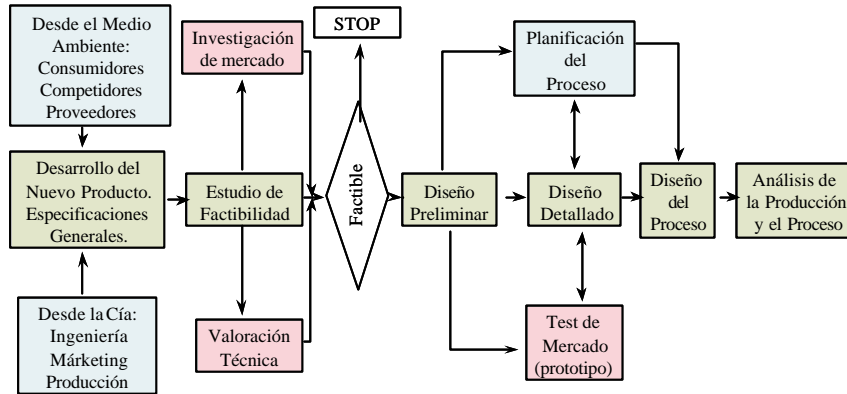 Desde el Medio
Ambiente:
Consumidores
Competidores
Proveedores
Desarrollo del
Nuevo Producto.
Especificaciones
Generales.
Desde la Cía:
Ingeniería
Márketing
Producción
Investigación
de mercado
Estudio de
Factibilidad
Valoración
Técnica
STOP
Factible
Diseño
Preliminar
Planificación
del
Proceso
Diseño
Detallado
Test de
Mercado
(prototipo)
Diseño
del
Proceso
Análisis de
la Producción
y el Proceso